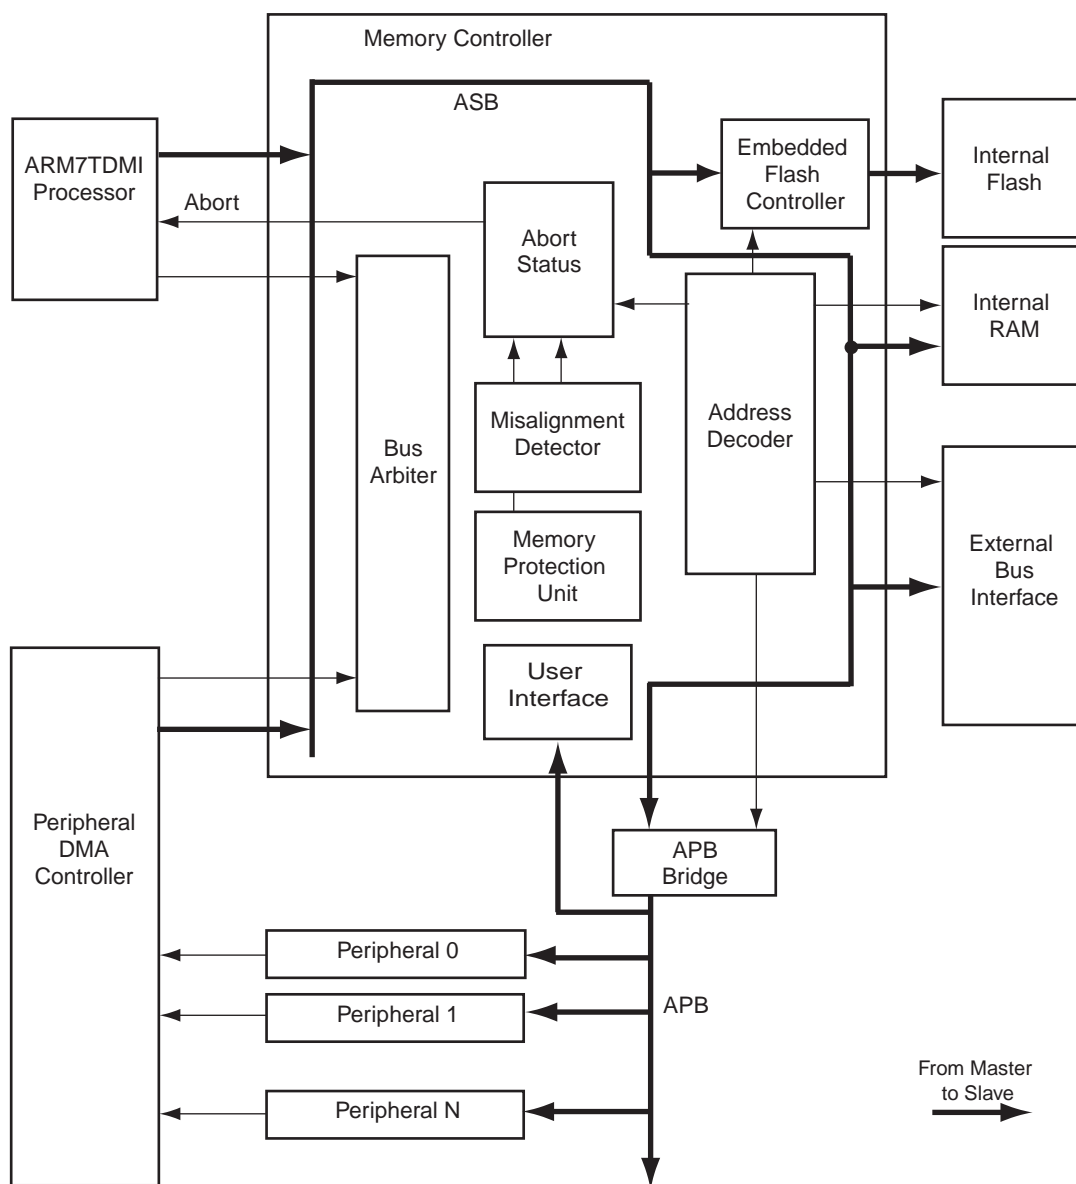 Memory Controller
ASB
ARM7TDMI
Processor
Abort
Embedded
Flash
Controller
Internal
Flash
Abort
Status
Internal
RAM
Bus
Arbiter
Misalignment
Detector
Address
Decoder
Memory
Protection
Unit
External
Bus
Interface
User
Interface
Peripheral
DMA
Controller
APB
Bridge
Peripheral 0
Peripheral 1
APB
Peripheral N
From Master
to Slave